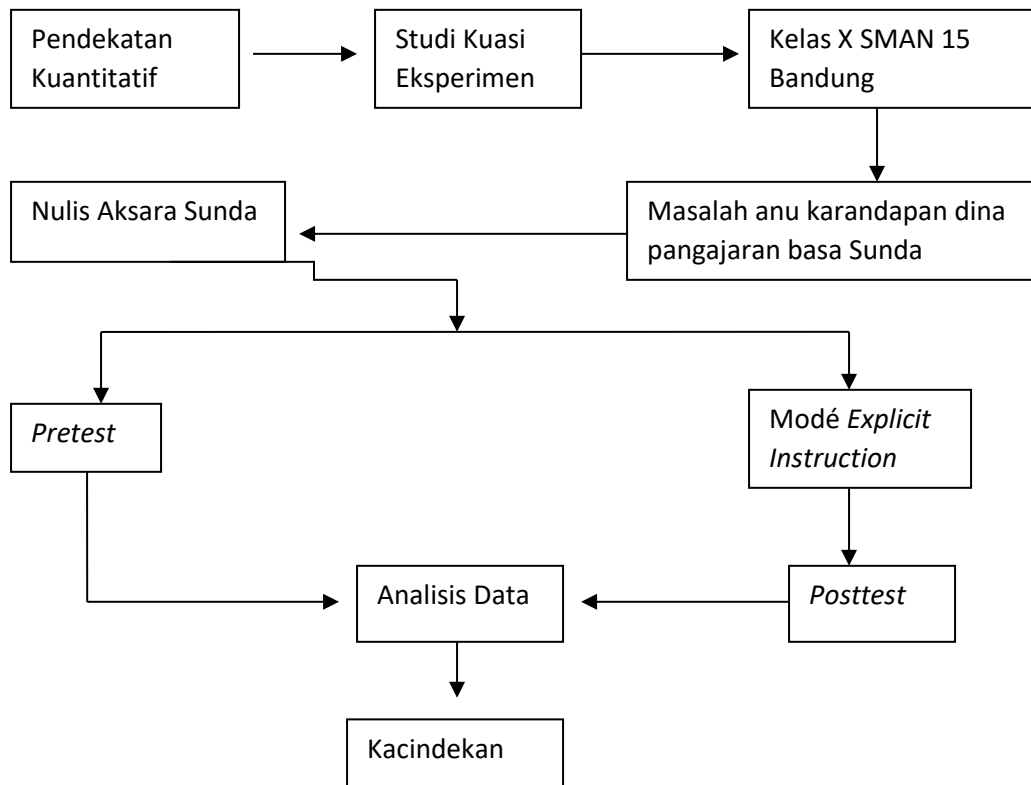 Pendekatan
Kuantitatif
Studi Kuasi
Eksperimen
Kelas X SMAN 15
Bandung
Nulis Aksara Sunda
Masalah anu karandapan dina
pangajaran basa Sunda
Pretest
Modé Explicit
Instruction
Analisis Data
Posttest
Kacindekan